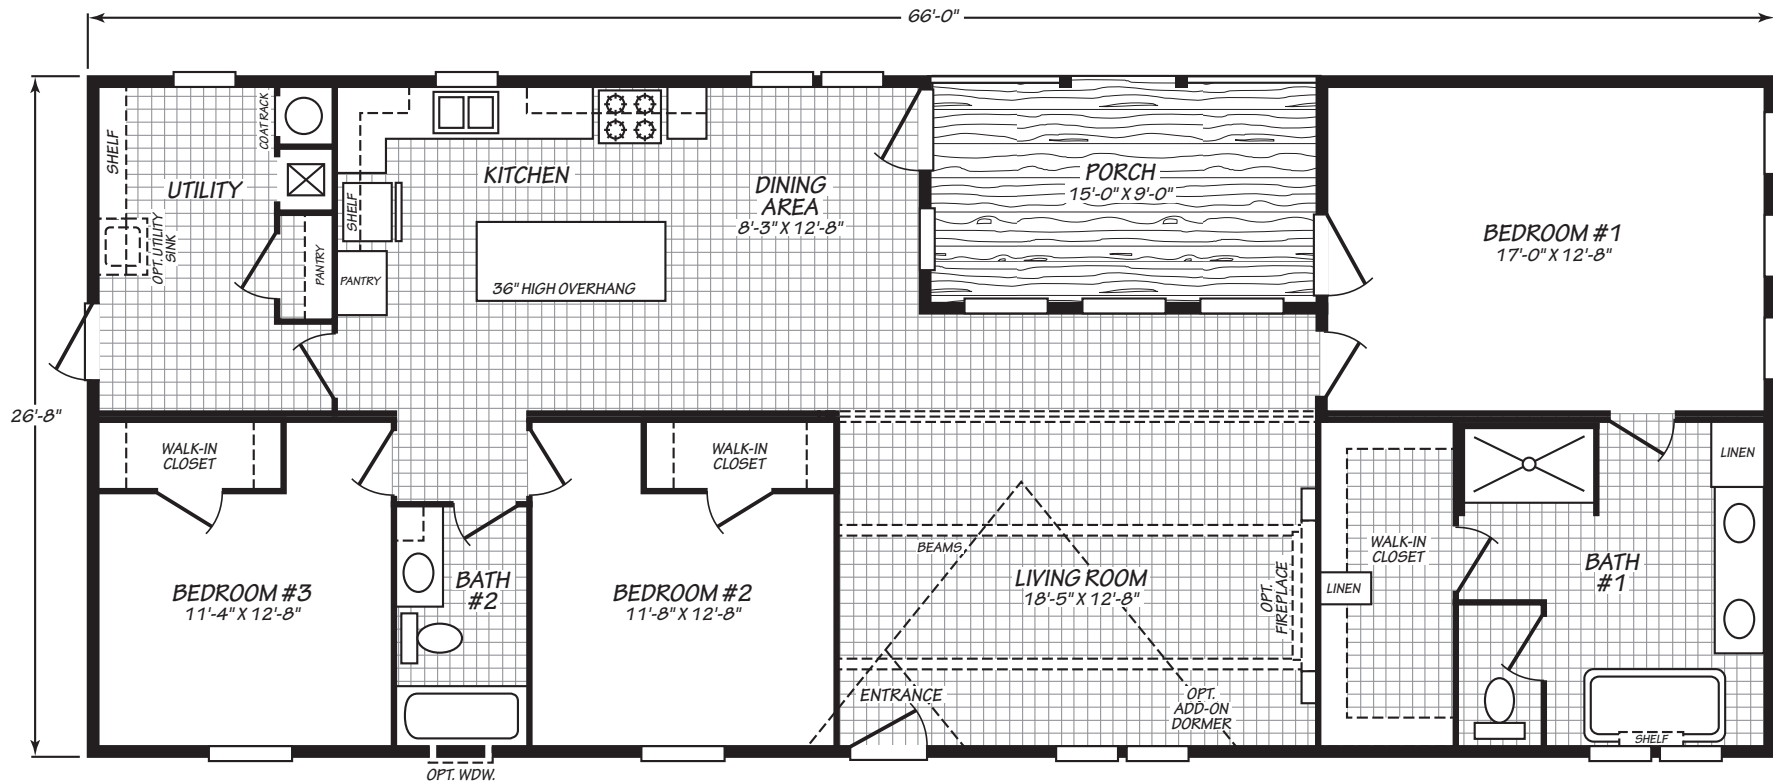 66'-0"
26'-8"
SHELF
UTILITY
COAT RACK
OPT. UTILITY
SINK
PANTRY
SHELF
PANTRY
KITCHEN
36" HIGH OVERHANG
DINING
AREA
8'-3" X 12'-8"
PORCH
15'-0" X 9'-0"
BEDROOM #1
17'-0" X 12'-8"
WALK-IN
CLOSET
BEDROOM #3
11'-4" X 12'-8"
BATH
#2
OPT. WDW.
WALK-IN
CLOSET
BEDROOM #2
11'-8" X 12'-8"
BEAMS
LIVING ROOM
18'-5" X 12'-8"
OPT.
FIREPLACE
ENTRANCE
OPT.
ADD-ON
DORMER
WALK-IN
CLOSET
LINEN
BATH
#1
LINEN
SHELF